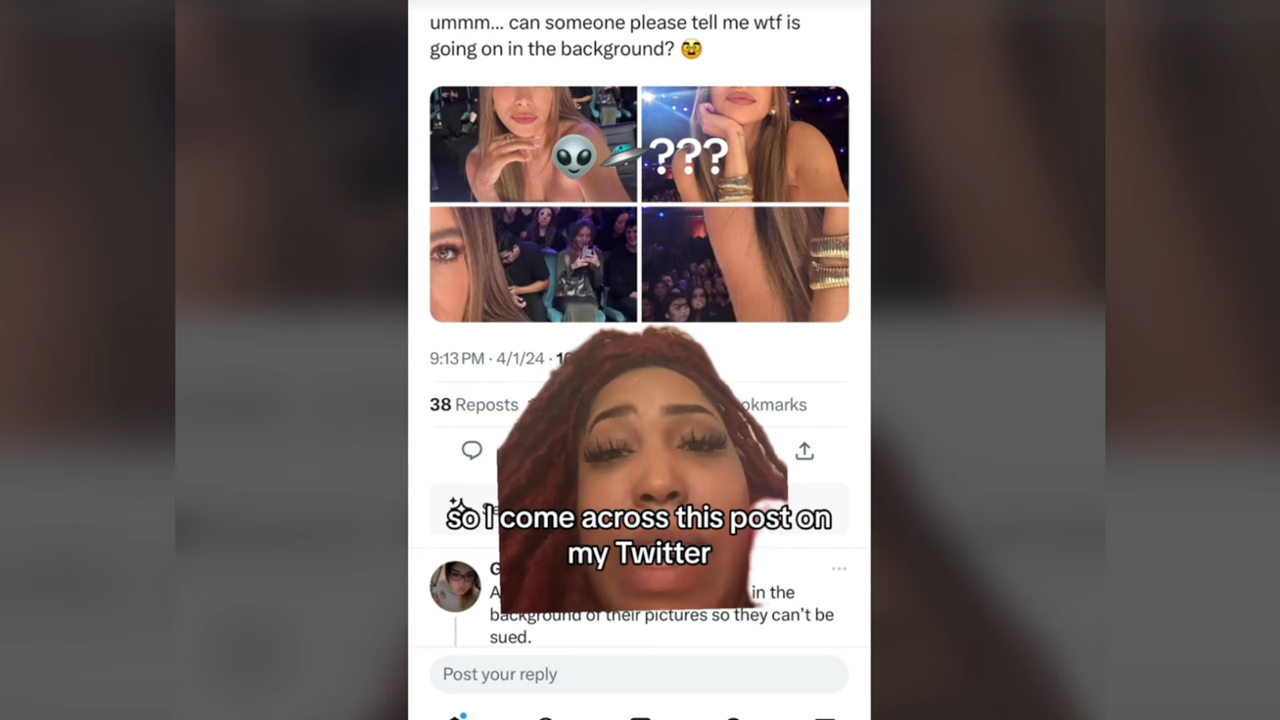 ummm... can someone please tell me wtf is
going on in the background? 🥸
👽🛸???
9:13 PM · 4/1/24 ·
38 Reposts
so I come across this post on
my Twitter
in the
background of their pictures so they can't be
sued.
Post your reply